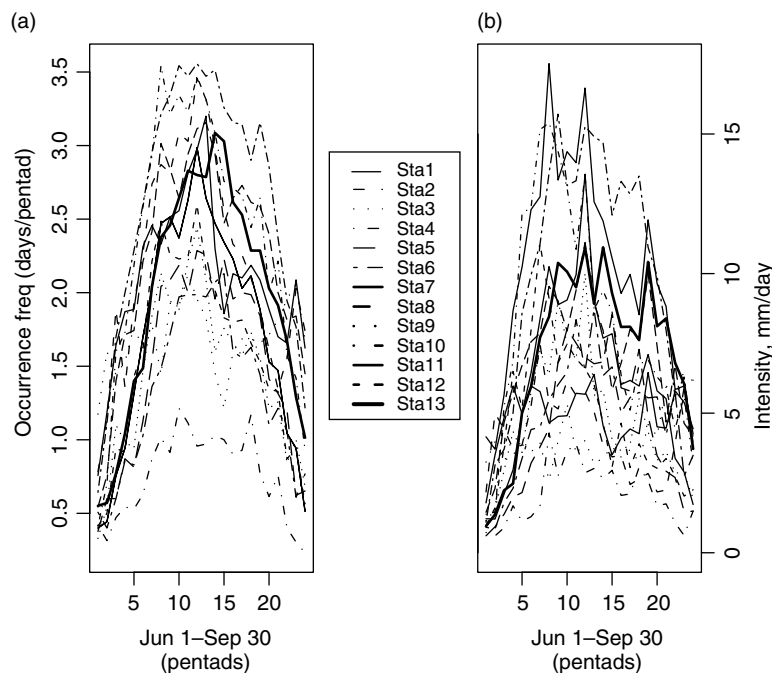 (a)
Occurrence freq (days/pentad)
3.5
3.0
2.5
2.0
1.5
1.0
0.5
5 10 15 20
Jun 1–Sep 30
(pentads)
Sta1
Sta2
Sta3
Sta4
Sta5
Sta6
Sta7
Sta8
Sta9
Sta10
Sta11
Sta12
Sta13
(b)
15
10
5
0
Intensity, mm/day
5 10 15 20
Jun 1–Sep 30
(pentads)